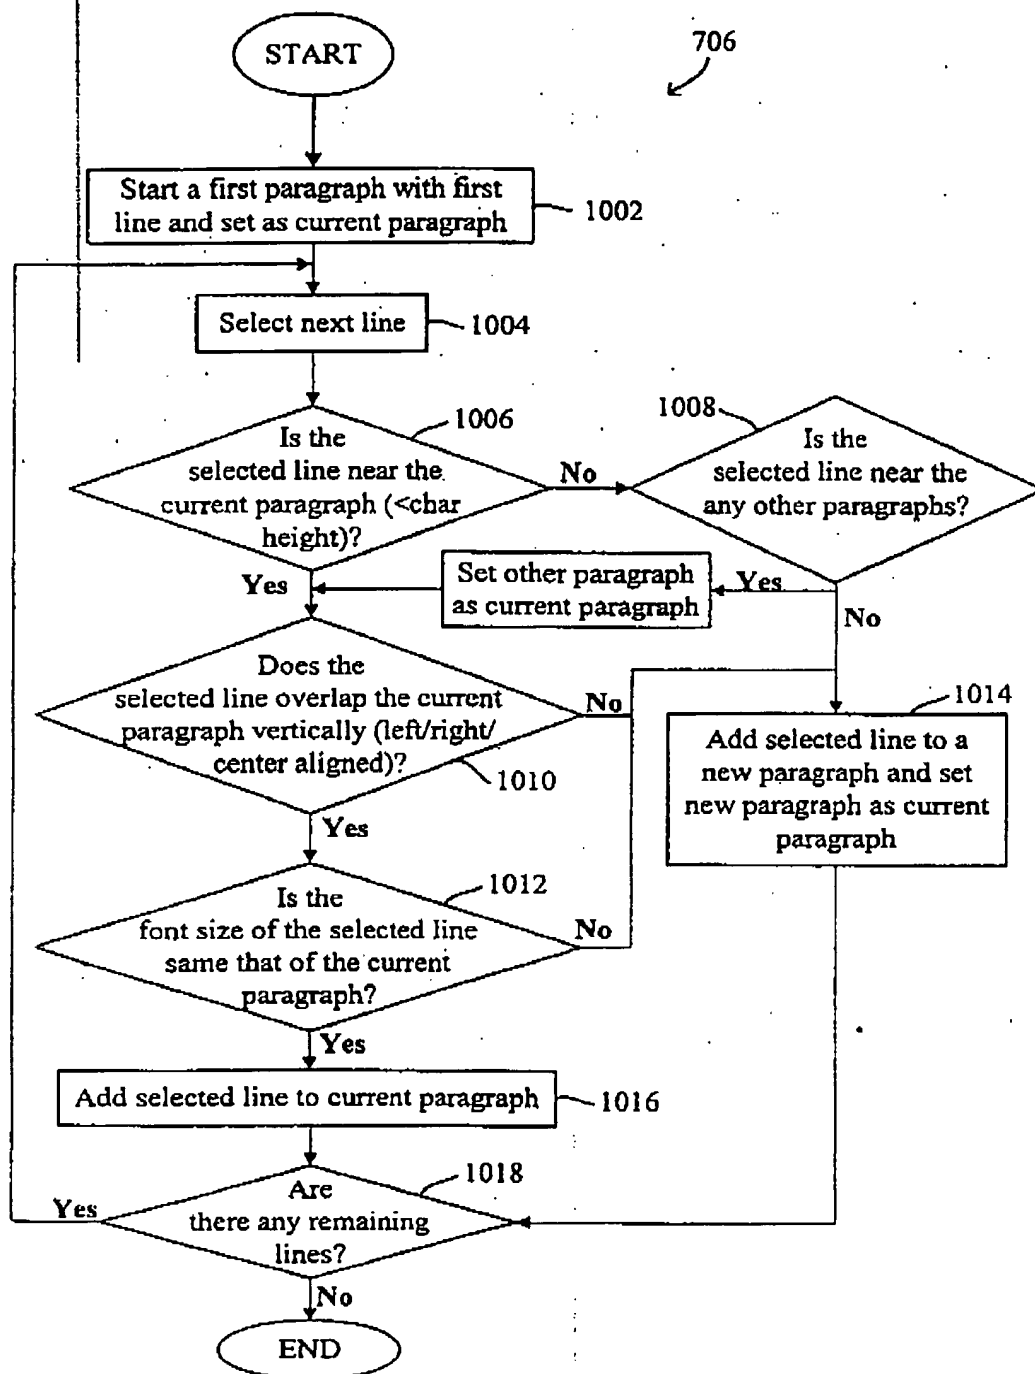 START
706
Start a first paragraph with first
line and set as current paragraph
1002
Select next line
1004
1006
Is the
selected line near the
current paragraph (<char
height)?
No
1008
Is the
selected line near the
any other paragraphs?
Yes
Set other paragraph
as current paragraph
Yes
No
Does the
selected line overlap the current
paragraph vertically (left/right/
center aligned)?
No
1010
1014
Add selected line to a
new paragraph and set
new paragraph as current
paragraph
Yes
1012
Is the
font size of the selected line
same that of the current
paragraph?
No
Yes
Add selected line to current paragraph
1016
1018
Are
there any remaining
lines?
Yes
No
END